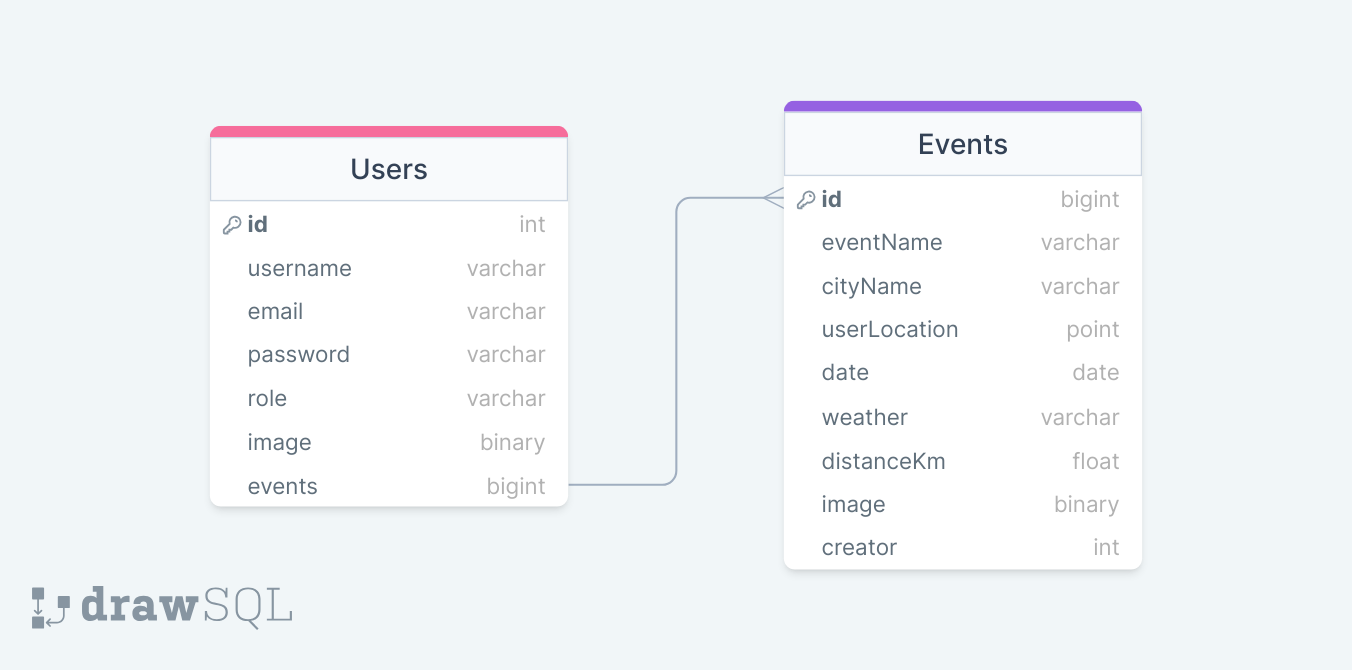 Users
id int
username varchar
email varchar
password varchar
role varchar
image binary
events bigint
Events
id bigint
eventName varchar
cityName varchar
userLocation point
date date
weather varchar
distanceKm float
image binary
creator int
drawSQL